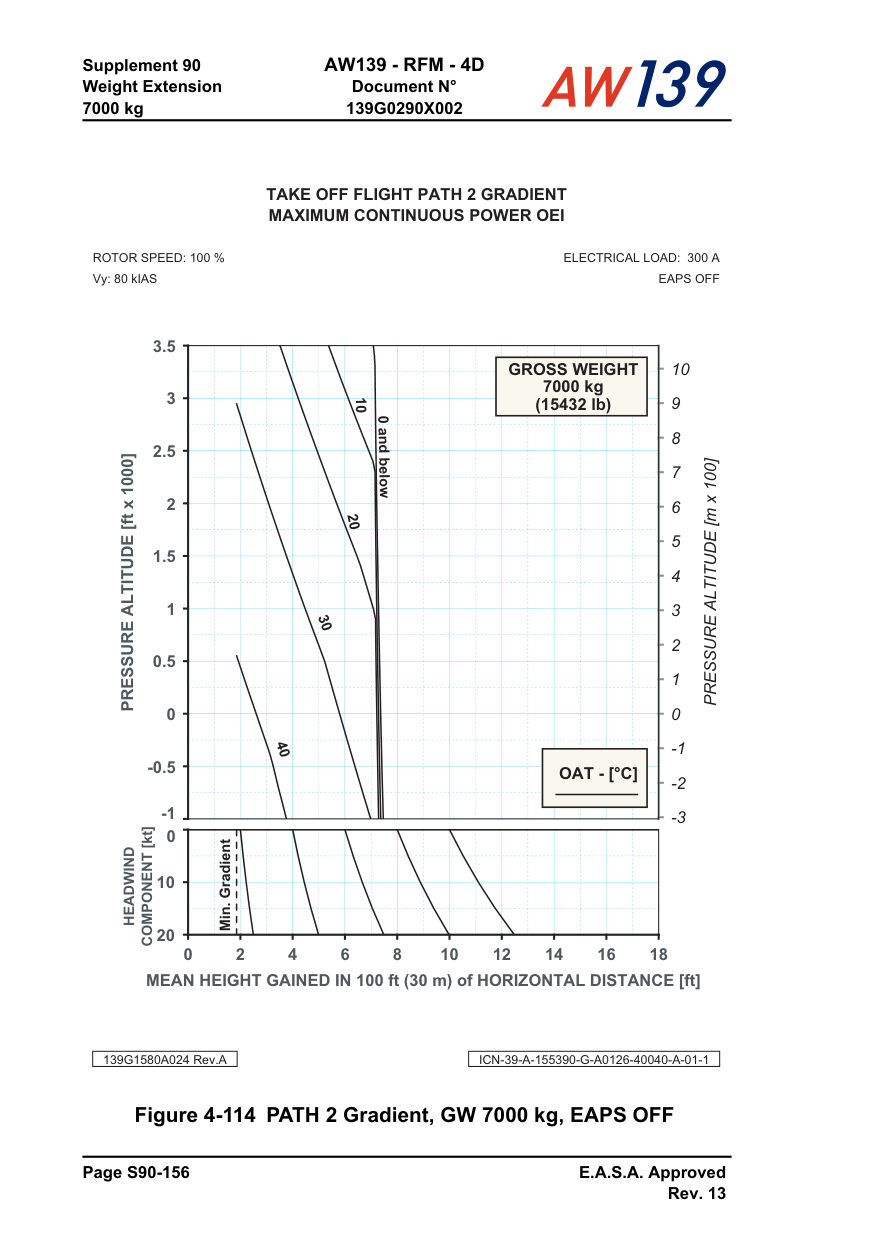 Supplement 90
Weight Extension
7000 kg
AW139 - RFM - 4D
Document N°
139G0290X002
AW139
TAKE OFF FLIGHT PATH 2 GRADIENT
MAXIMUM CONTINUOUS POWER OEI
ROTOR SPEED: 100 %
Vy: 80 kIAS
ELECTRICAL LOAD: 300 A
EAPS OFF
PRESSURE ALTITUDE [ft x 1000]
3.5
3
2.5
2
1.5
1
0.5
0
-0.5
-1
10
0 and below
20
30
40
GROSS WEIGHT
7000 kg
(15432 lb)
OAT - [°C]
10
9
8
7
6
5
4
3
2
1
0
-1
-2
-3
PRESSURE ALTITUDE [m x 100]
HEADWIND
COMPONENT [kt]
0
10
20
Min. Gradient
0 2 4 6 8 10 12 14 16 18
MEAN HEIGHT GAINED IN 100 ft (30 m) of HORIZONTAL DISTANCE [ft]
139G1580A024 Rev.A
ICN-39-A-155390-G-A0126-40040-A-01-1
Figure 4-114 PATH 2 Gradient, GW 7000 kg, EAPS OFF
Page S90-156
E.A.S.A. Approved
Rev. 13